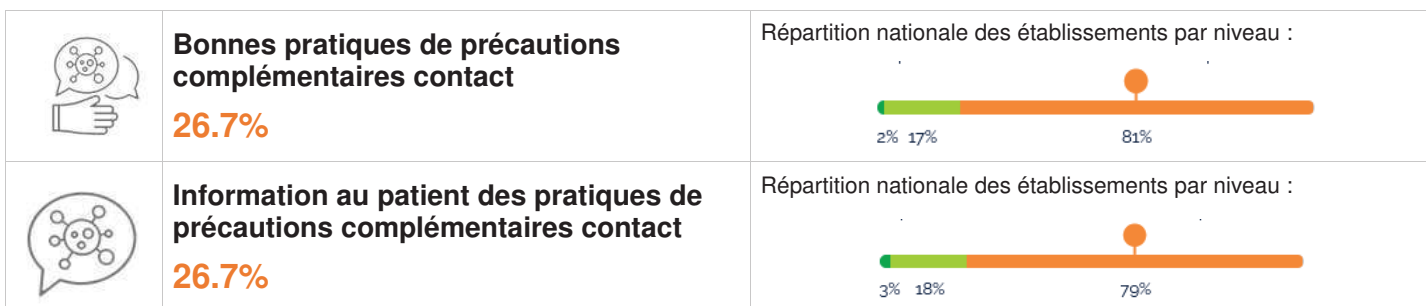 Bonnes pratiques de précautions
complémentaires contact
26.7%
Répartition nationale des établissements par niveau :
2% 17% 81%
Information au patient des pratiques de
précautions complémentaires contact
26.7%
Répartition nationale des établissements par niveau :
3% 18% 79%